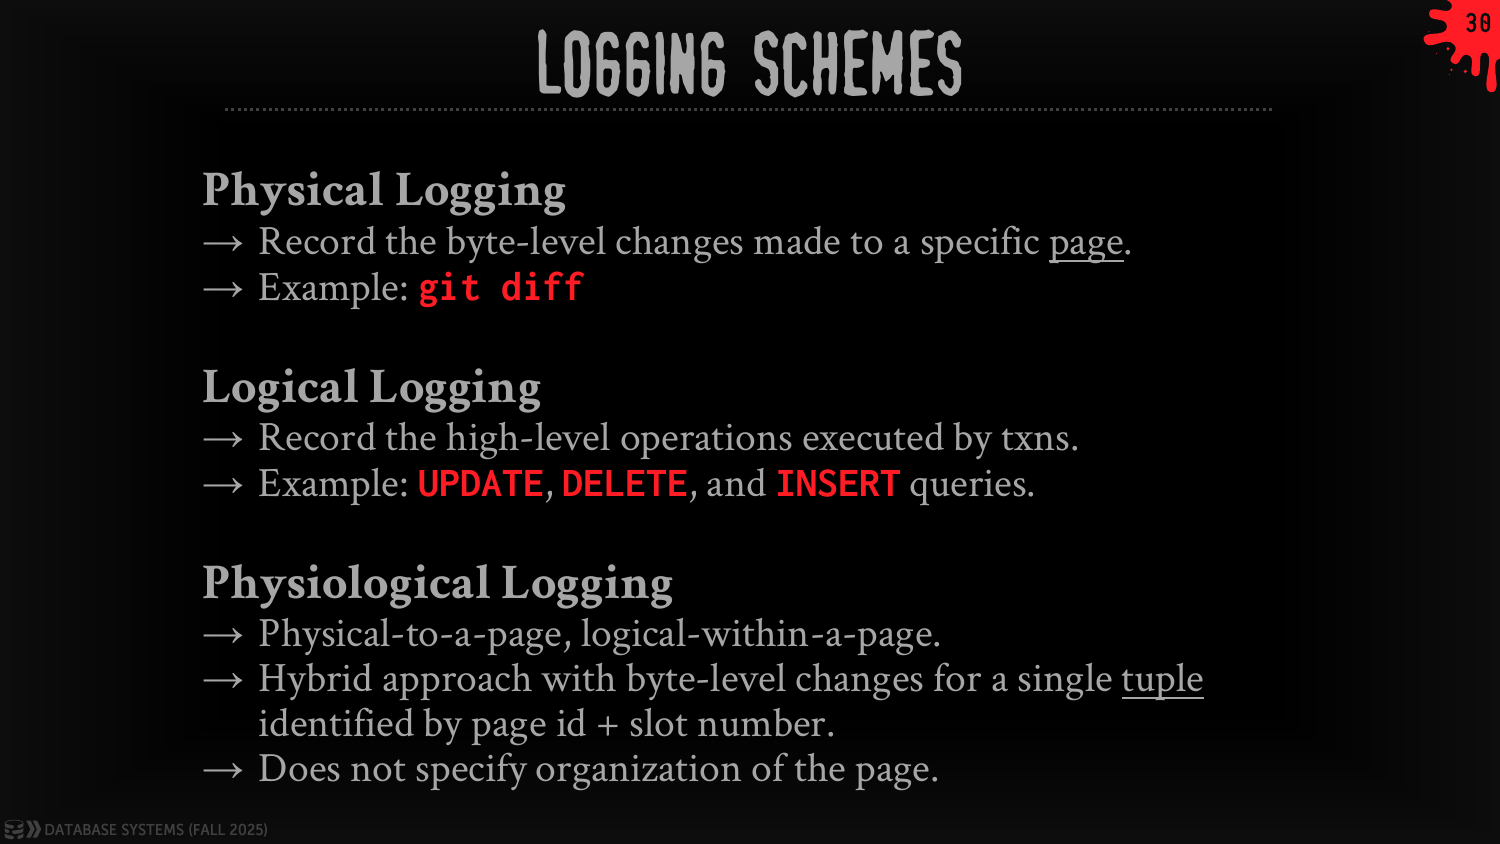 30
LOGGING SCHEMES
Physical Logging
→ Record the byte-level changes made to a specific page.
→ Example: git diff
Logical Logging
→ Record the high-level operations executed by txns.
→ Example: UPDATE, DELETE, and INSERT queries.
Physiological Logging
→ Physical-to-a-page, logical-within-a-page.
→ Hybrid approach with byte-level changes for a single tuple
identified by page id + slot number.
→ Does not specify organization of the page.
DATABASE SYSTEMS (FALL 2025)